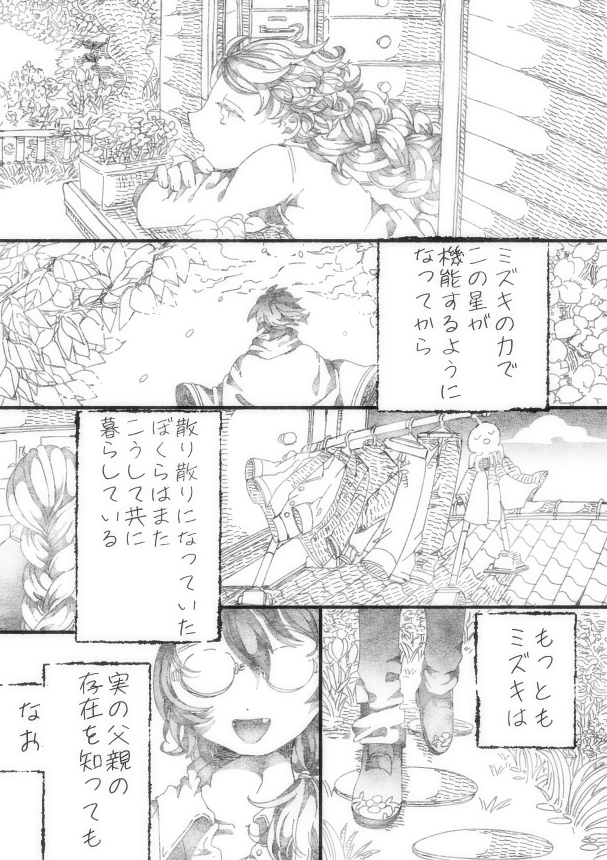 ミズキの力で
この星が
機能するように
なってから
散り散りになっていた
ぼくらはまた
こうして共に
暮らしている
もっとも
ミズキは
実の父親の
存在を知っても
なお